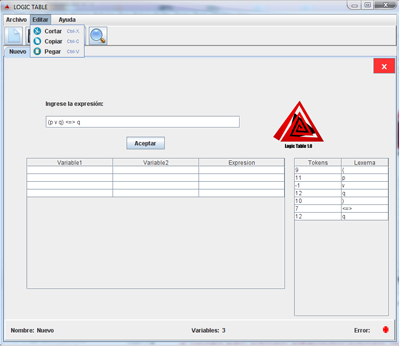 LOGIC TABLE
Archivo Editar Ayuda
Cortar Ctrl-X
Copiar Ctrl-C
Pegar Ctrl-V
Nuevo
X
Ingrese la expresión:
(p v q) <=> q
Aceptar
Logic Table 1.0
Variable1 Variable2 Expresion
Tokens Lexema
9 (
11 p
-1 v
12 q
10 )
7 <=>
12 q
Nombre: Nuevo Variables: 3 Error: